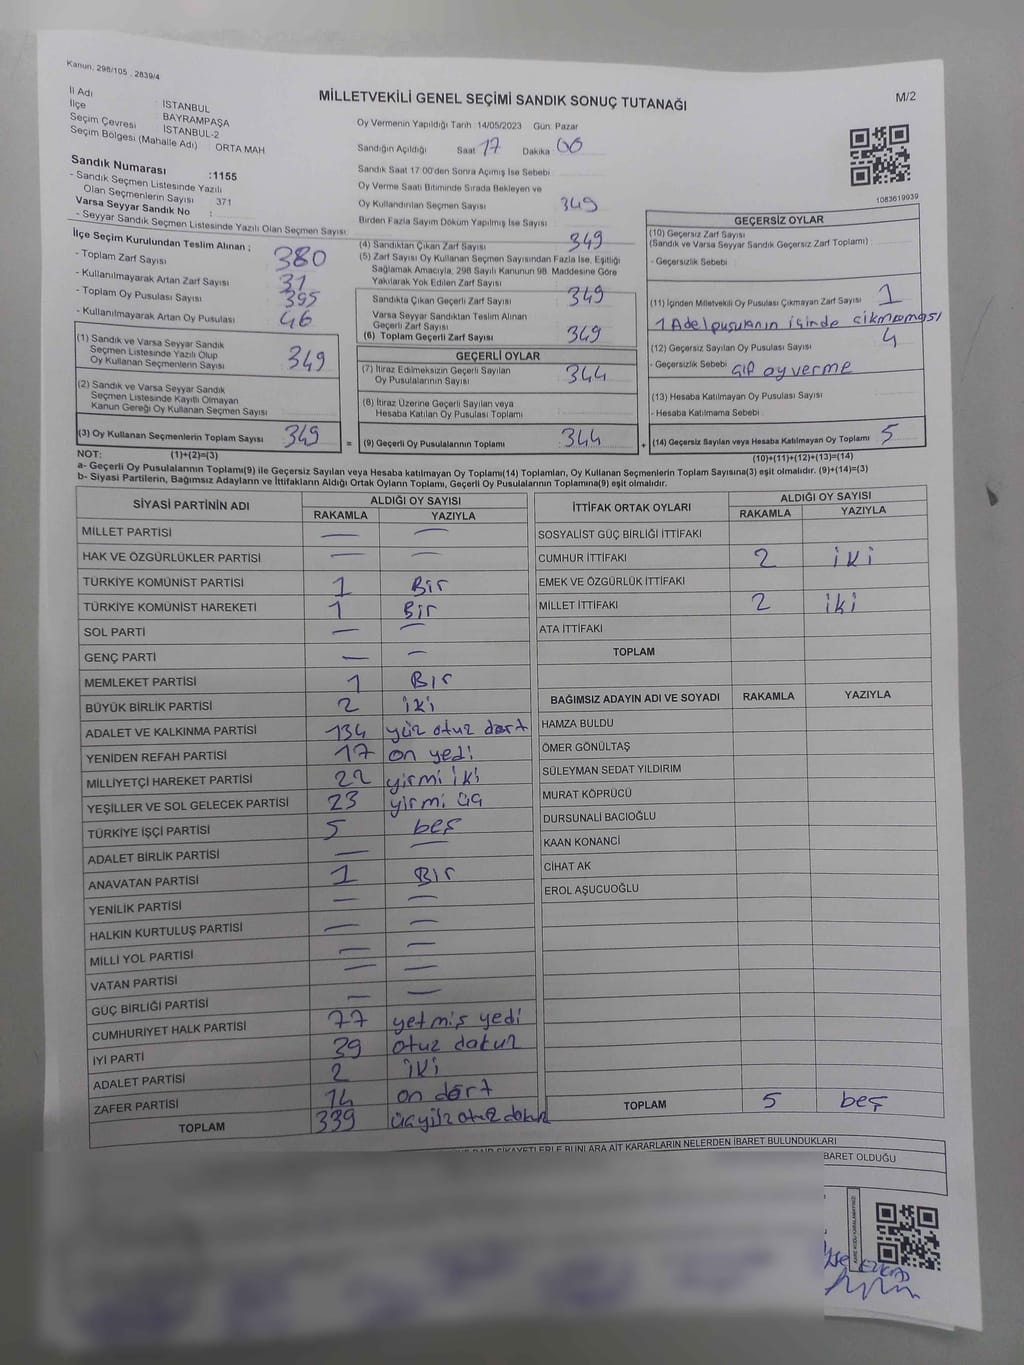 Kanun, 298/105 , 2839/4
MİLLETVEKİLİ GENEL SEÇİMİ SANDIK SONUÇ TUTANAĞI
M/2
İl Adı : İSTANBUL
İlçe BAYRAMPAŞA
Seçim Çevresi İSTANBUL-2
Seçim Bölgesi (Mahalle Adı) : ORTA MAH.
Sandık Numarası :1155
- Sandık Seçmen Listesinde Yazılı
Olan Seçmenlerin Sayısı 371
Varsa Seyyar Sandık No :
- Seyyar Sandık Seçmen Listesinde Yazılı Olan Seçmen Sayısı
İlçe Seçim Kurulundan Teslim Alınan ;
- Toplam Zarf Sayısı 380
- Kullanılmayarak Artan Zarf Sayısı 31
- Toplam Oy Pusulası Sayısı 395
- Kullanılmayarak Artan Oy Pusulası 46
(1) Sandık ve Varsa Seyyar Sandık
Seçmen Listesinde Yazılı Olup
Oy Kullanan Seçmenlerin Sayısı 349
(2) Sandık ve Varsa Seyyar Sandık
Seçmen Listesinde Kayıtlı Olmayan
Kanun Gereği Oy Kullanan Seçmen Sayısı
(3) Oy Kullanan Seçmenlerin Toplam Sayısı 349
Oy Vermenin Yapıldığı Tarih :14/05/2023 Gün: Pazar
Sandığın Açıldığı Saat 17 Dakika 00
Sandık Saat 17 00'den Sonra Açılmış İse Sebebi
Oy Verme Saati Bitiminde Sırada Bekleyen ve
Oy Kullandırılan Seçmen Sayısı 349
Birden Fazla Sayım Döküm Yapılmış İse Sayısı
(4) Sandıktan Çıkan Zarf Sayısı 349
(5) Zarf Sayısı Oy Kullanan Seçmen Sayısından Fazla İse, Eşitliği
Sağlamak Amacıyla, 298 Sayılı Kanunun 98. Maddesine Göre
Yakılarak Yok Edilen Zarf Sayısı
Sandıkta Çıkan Geçerli Zarf Sayısı 349
Varsa Seyyar Sandıktan Teslim Alınan
Geçerli Zarf Sayısı
(6) Toplam Geçerli Zarf Sayısı 349
GEÇERLİ OYLAR
(7) İtiraz Edilmeksizin Geçerli Sayılan
Oy Pusulalarının Sayısı 344
(8) İtiraz Üzerine Geçerli Sayılan veya
Hesaba Katılan Oy Pusulası Toplamı
= (9) Geçerli Oy Pusulalarının Toplamı 344
1083619939
GEÇERSİZ OYLAR
(10) Geçersiz Zarf Sayısı
(Sandık ve Varsa Seyyar Sandık Geçersiz Zarf Toplamı)
- Geçersizlik Sebebi :
(11) İçinden Milletvekili Oy Pusulası Çıkmayan Zarf Sayısı 1
1 Adel pusulanın içinde çıkmaması
(12) Geçersiz Sayılan Oy Pusulası Sayısı 4
- Geçersizlik Sebebi oy verme
(13) Hesaba Katılmayan Oy Pusulası Sayısı
- Hesaba Katılmama Sebebi
+ (14) Geçersiz Sayılan veya Hesaba Katılmayan Oy Toplamı 5
NOT: (1)+(2)=(3) (10)+(11)+(12)+(13)=(14)
a- Geçerli Oy Pusulalarının Toplamı(9) ile Geçersiz Sayılan veya Hesaba katılmayan Oy Toplamı(14) Toplamları, Oy Kullanan Seçmenlerin Toplam Sayısına(3) eşit olmalıdır. (9)+(14)=(3)
b- Siyasi Partilerin, Bağımsız Adayların ve İttifakların Aldığı Ortak Oyların Toplamı, Geçerli Oy Pusulalarının Toplamına(9) eşit olmalıdır.
SİYASİ PARTİNİN ADI ALDIĞI OY SAYISI
RAKAMLA YAZIYLA
MİLLET PARTİSİ — —
HAK VE ÖZGÜRLÜKLER PARTİSİ — —
TÜRKİYE KOMÜNİST PARTİSİ 1 Bir
TÜRKİYE KOMÜNİST HAREKETİ 1 Bir
SOL PARTİ — —
GENÇ PARTİ — —
MEMLEKET PARTİSİ 1 Bir
BÜYÜK BİRLİK PARTİSİ 2 iki
ADALET VE KALKINMA PARTİSİ 134 yüz otuz dört
YENİDEN REFAH PARTİSİ 17 on yedi
MİLLİYETÇİ HAREKET PARTİSİ 22 yirmi iki
YEŞİLLER VE SOL GELECEK PARTİSİ 23 yirmi üç
TÜRKİYE İŞÇİ PARTİSİ 5 beş
ADALET BİRLİK PARTİSİ — —
ANAVATAN PARTİSİ 1 Bir
YENİLİK PARTİSİ — —
HALKIN KURTULUŞ PARTİSİ — —
MİLLİ YOL PARTİSİ — —
VATAN PARTİSİ — —
GÜÇ BİRLİĞİ PARTİSİ — —
CUMHURİYET HALK PARTİSİ 77 yetmiş yedi
İYİ PARTİ 39 otuz dokuz
ADALET PARTİSİ 2 iki
ZAFER PARTİSİ 14 on dört
TOPLAM 339 üçyüz otuz dokuz
İTTİFAK ORTAK OYLARI ALDIĞI OY SAYISI
RAKAMLA YAZIYLA
SOSYALİST GÜÇ BİRLİĞİ İTTİFAKI
CUMHUR İTTİFAKI 2 iki
EMEK VE ÖZGÜRLÜK İTTİFAKI
MİLLET İTTİFAKI 2 iki
ATA İTTİFAKI
TOPLAM
BAĞIMSIZ ADAYIN ADI VE SOYADI RAKAMLA YAZIYLA
HAMZA BULDU
ÖMER GÖNÜLTAŞ
SÜLEYMAN SEDAT YILDIRIM
MURAT KÖPRÜCÜ
DURSUNALİ BACIOĞLU
KAAN KONANCİ
CİHAT AK
EROL AŞUCUOĞLU
TOPLAM 5 beş
BUNLARA AİT KARARLARIN NELERDEN İBARET BULUNDUKLARI
BARET OLDUĞU